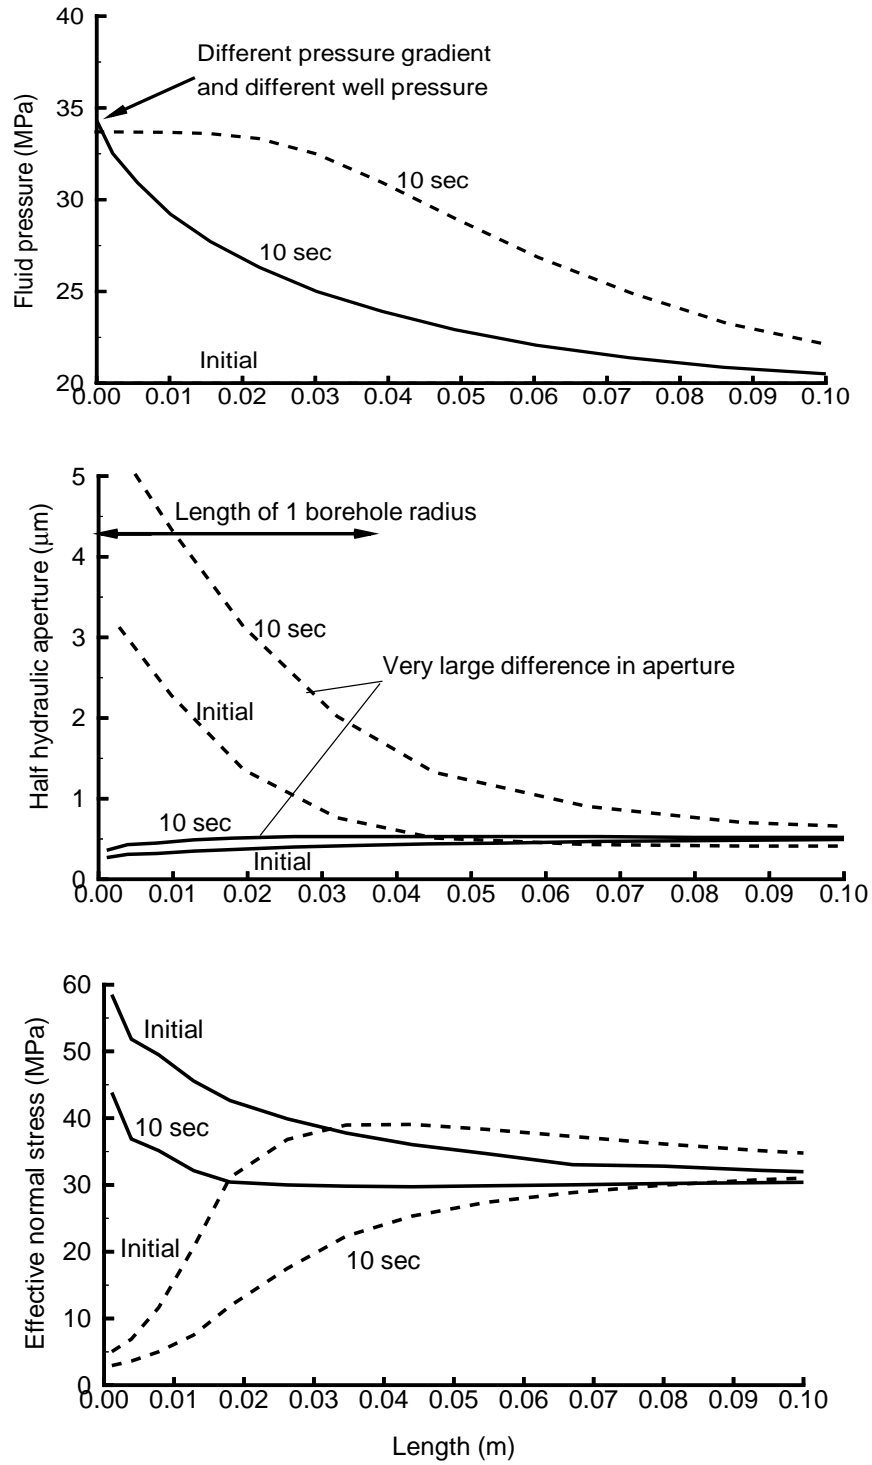 40
Different pressure gradient
and different well pressure
35
10 sec
30
10 sec
25
Initial
20
Fluid pressure (MPa)
0.00 0.01 0.02 0.03 0.04 0.05 0.06 0.07 0.08 0.09 0.10
5
Length of 1 borehole radius
4
10 sec
3
Very large difference in aperture
Initial
2
1
10 sec
Initial
0
Half hydraulic aperture (μm)
0.00 0.01 0.02 0.03 0.04 0.05 0.06 0.07 0.08 0.09 0.10
60
Initial
50
40
10 sec
30
Initial
20
10 sec
10
0
Effective normal stress (MPa)
0.00 0.01 0.02 0.03 0.04 0.05 0.06 0.07 0.08 0.09 0.10
Length (m)